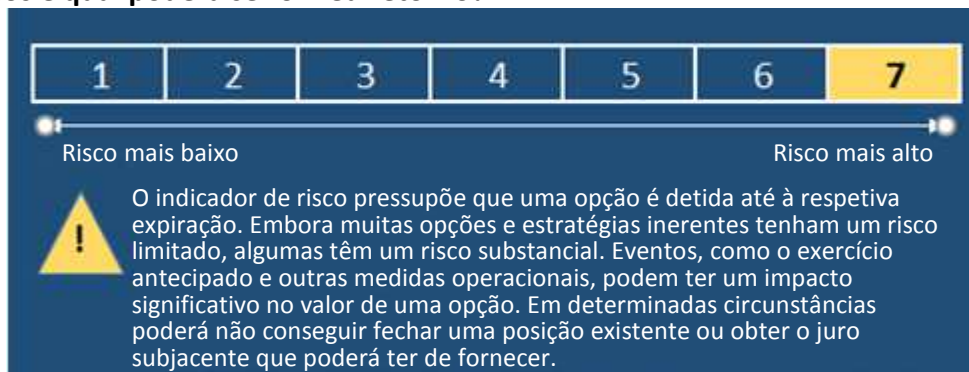 1 2 3 4 5 6 7
Risco mais baixo Risco mais alto
! O indicador de risco pressupõe que uma opção é detida até à respetiva
expiração. Embora muitas opções e estratégias inerentes tenham um risco
limitado, algumas têm um risco substancial. Eventos, como o exercício
antecipado e outras medidas operacionais, podem ter um impacto
significativo no valor de uma opção. Em determinadas circunstâncias
poderá não conseguir fechar uma posição existente ou obter o juro
subjacente que poderá ter de fornecer.